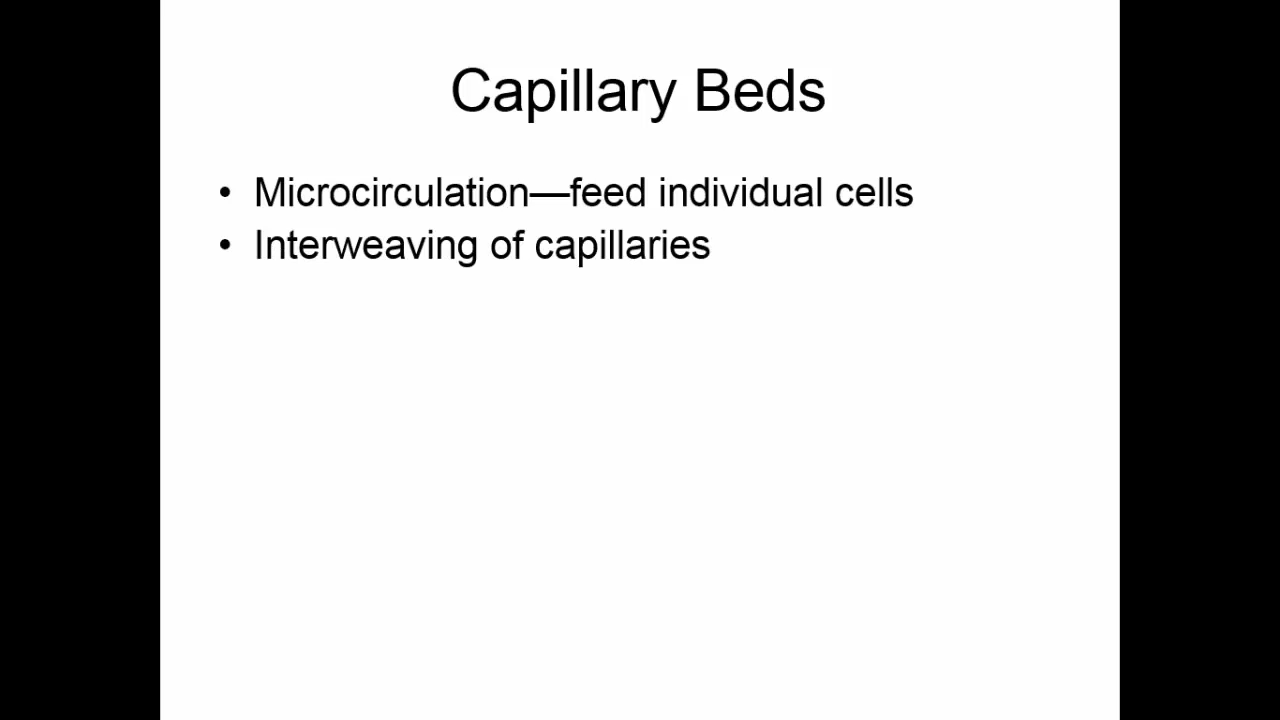 Capillary Beds
• Microcirculation—feed individual cells
• Interweaving of capillaries